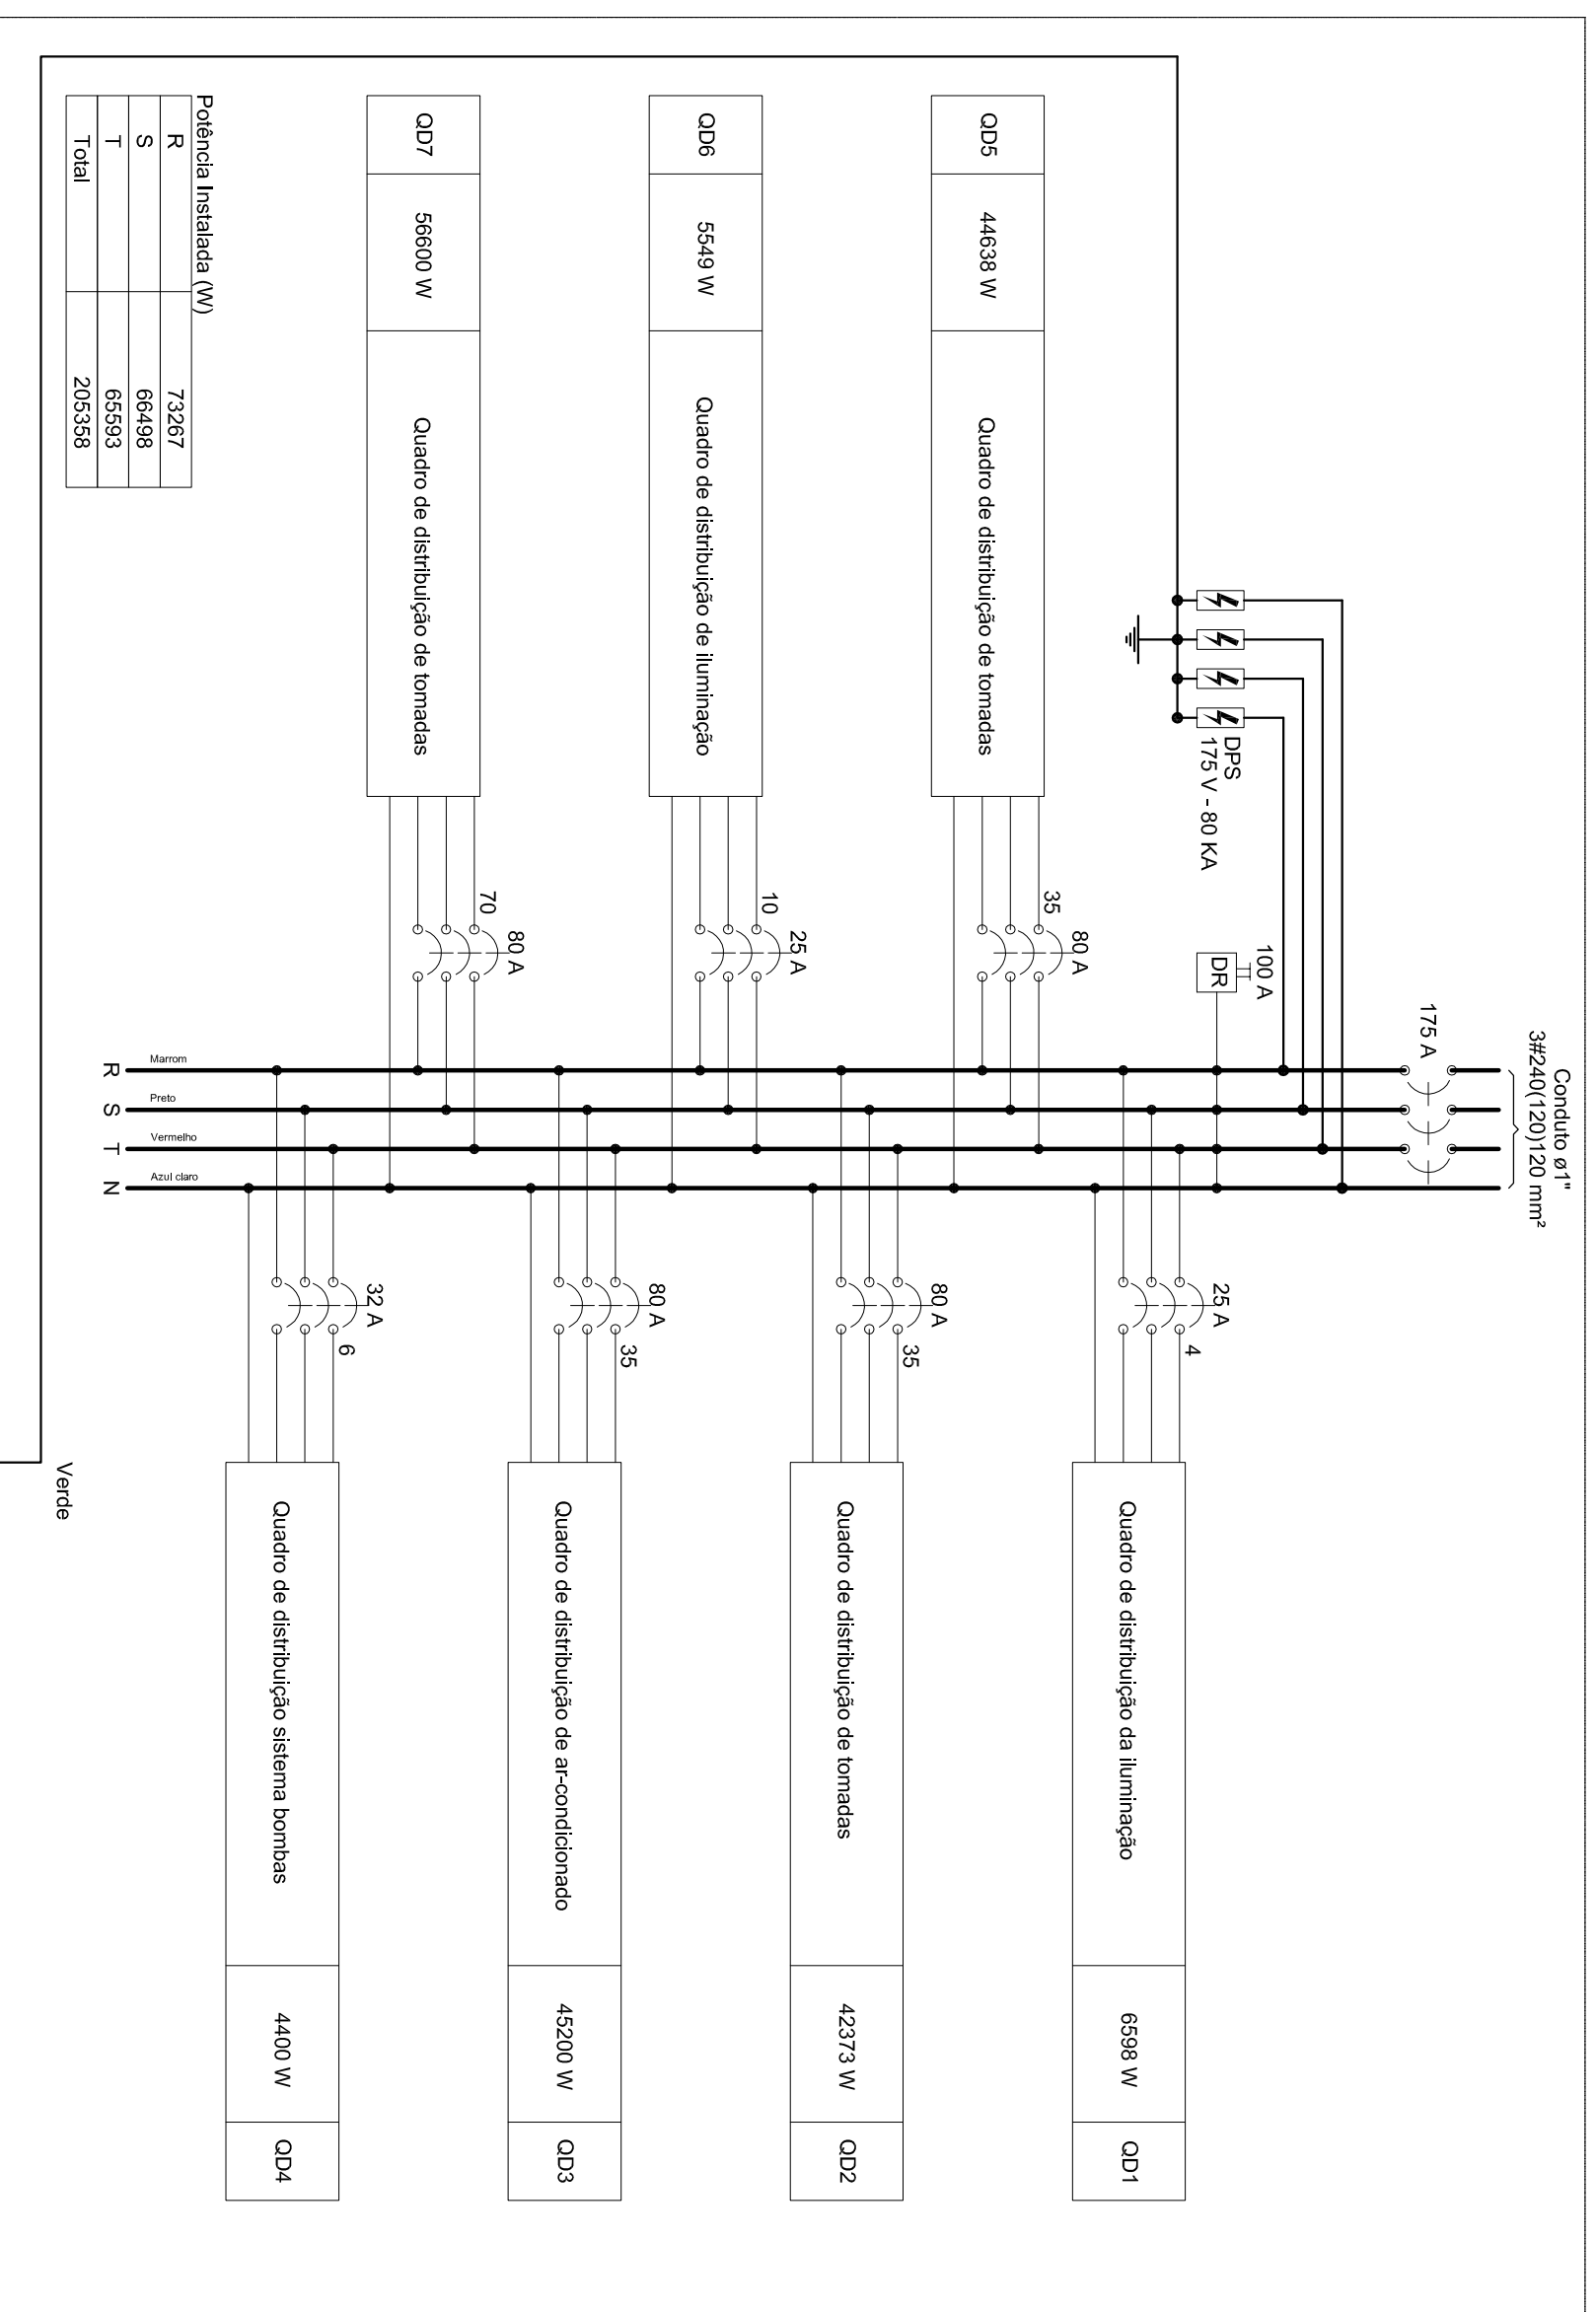 Conduto ø1"
3#240(120)120 mm²
175 A
100 A
DR
DPS
175 V - 80 KA
QD5
44638 W
Quadro de distribuição de tomadas
35
80 A
25 A
4
Quadro de distribuição da iluminação
6598 W
QD1
QD6
5549 W
Quadro de distribuição de iluminação
10
25 A
80 A
35
Quadro de distribuição de tomadas
42373 W
QD2
QD7
56600 W
Quadro de distribuição de tomadas
70
80 A
80 A
35
Quadro de distribuição de ar-condicionado
45200 W
QD3
32 A
6
Quadro de distribuição sistema bombas
4400 W
QD4
Potência Instalada (W)
R 73267
S 66498
T 65593
Total 205358
R Marrom
S Preto
T Vermelho
N Azul claro
Verde